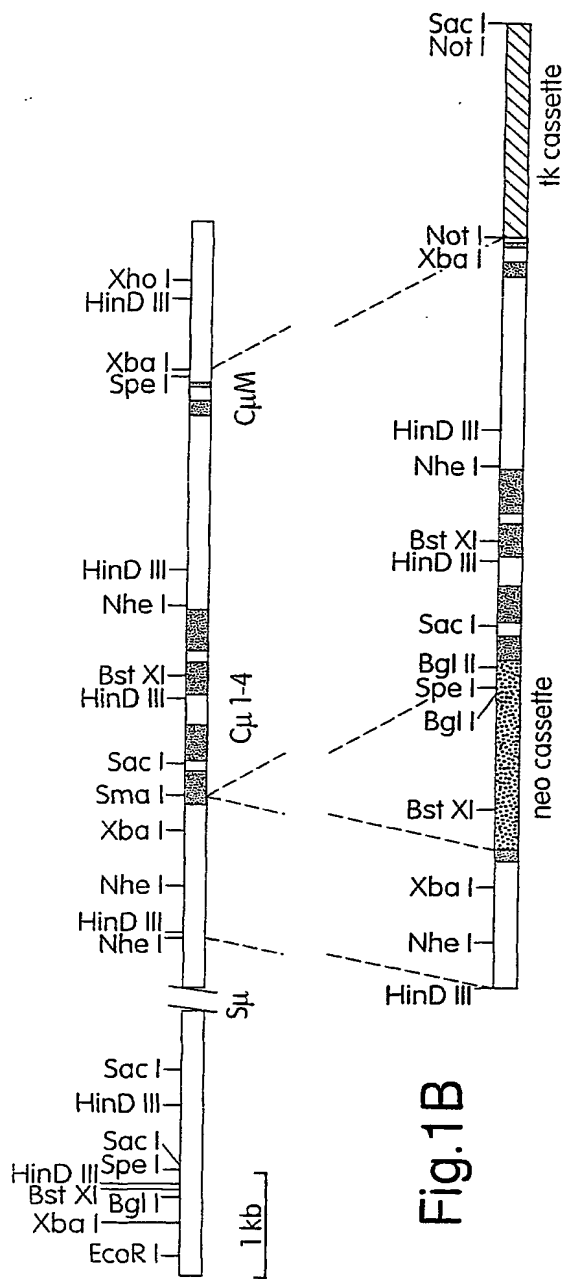 Xho I
HinD III
Xba I
Spe I
CμM
HinD III
Nhe I
Bst XI
HinD III
Cμ 1-4
Sac I
Sma I
Xba I
Nhe I
HinD III
Nhe I
Sμ
Sac I
HinD III
Sac I
Spe I
HinD III
Bst XI
Bgl II
Xba I
EcoR I
1 kb
Sac I
Not I
tk cassette
Not I
Xba I
HinD III
Nhe I
Bst XI
HinD III
Sac I
Bgl II
Spe I
Bgl I
neo cassette
Bst XI
Xba I
Nhe I
HinD III
Fig.1B